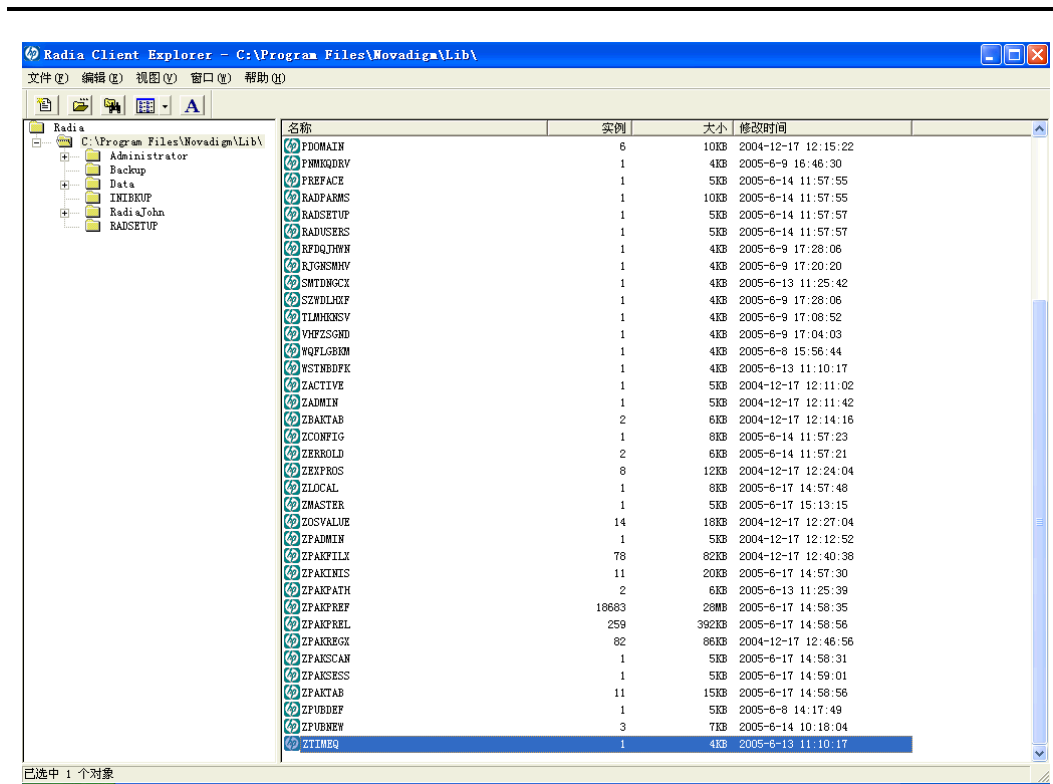 Radia Client Explorer - C:\Program Files\Novadigm\Lib\
文件(F) 编辑(E) 视图(V) 窗口(W) 帮助(H)
A
Radia
C:\Program Files\Novadigm\Lib\
Administrator
Backup
Data
INIBKUP
RadiaJohn
RADSETUP
名称 实例 大小 修改时间
PDOMAIN 6 10KB 2004-12-17 12:15:22
PNMKQDRV 1 4KB 2005-6-9 16:46:30
PREFACE 1 5KB 2005-6-14 11:57:55
RADPARMS 1 10KB 2005-6-14 11:57:55
RADSETUP 1 5KB 2005-6-14 11:57:57
RADUSERS 1 5KB 2005-6-14 11:57:57
RFDQJHWN 1 4KB 2005-6-9 17:28:06
RJGNSMHV 1 4KB 2005-6-9 17:20:20
SMTDNGCX 1 4KB 2005-6-13 11:25:42
SZWDLHXF 1 4KB 2005-6-9 17:28:06
TLMHKNSV 1 4KB 2005-6-9 17:08:52
VHFZSGND 1 4KB 2005-6-9 17:04:03
WQFLGBKM 1 4KB 2005-6-8 15:56:44
WSTNBDFK 1 4KB 2005-6-13 11:10:17
ZACTIVE 1 5KB 2004-12-17 12:11:02
ZADMIN 1 5KB 2004-12-17 12:11:42
ZBAKTAB 2 6KB 2004-12-17 12:14:16
ZCONFIG 1 8KB 2005-6-14 11:57:23
ZERROLD 2 6KB 2005-6-14 11:57:21
ZEXPROS 8 12KB 2004-12-17 12:24:04
ZLOCAL 1 8KB 2005-6-17 14:57:48
ZMASTER 1 5KB 2005-6-17 15:13:15
ZOSVALUE 14 18KB 2004-12-17 12:27:04
ZPADMIN 1 5KB 2004-12-17 12:12:52
ZPAKFILX 78 82KB 2004-12-17 12:40:38
ZPAKINIS 11 20KB 2005-6-17 14:57:30
ZPAKPATH 2 6KB 2005-6-13 11:25:39
ZPAKPREF 18683 28MB 2005-6-17 14:58:35
ZPAKPREL 259 392KB 2005-6-17 14:58:56
ZPAKREGX 82 86KB 2004-12-17 12:46:56
ZPAKSCAN 1 5KB 2005-6-17 14:58:31
ZPAKSESS 1 5KB 2005-6-17 14:59:01
ZPAKTAB 11 15KB 2005-6-17 14:58:56
ZPUBDEF 1 5KB 2005-6-8 14:17:49
ZPUBNEW 3 7KB 2005-6-14 10:18:04
ZTIMEQ 1 4KB 2005-6-13 11:10:17
已选中 1 个对象